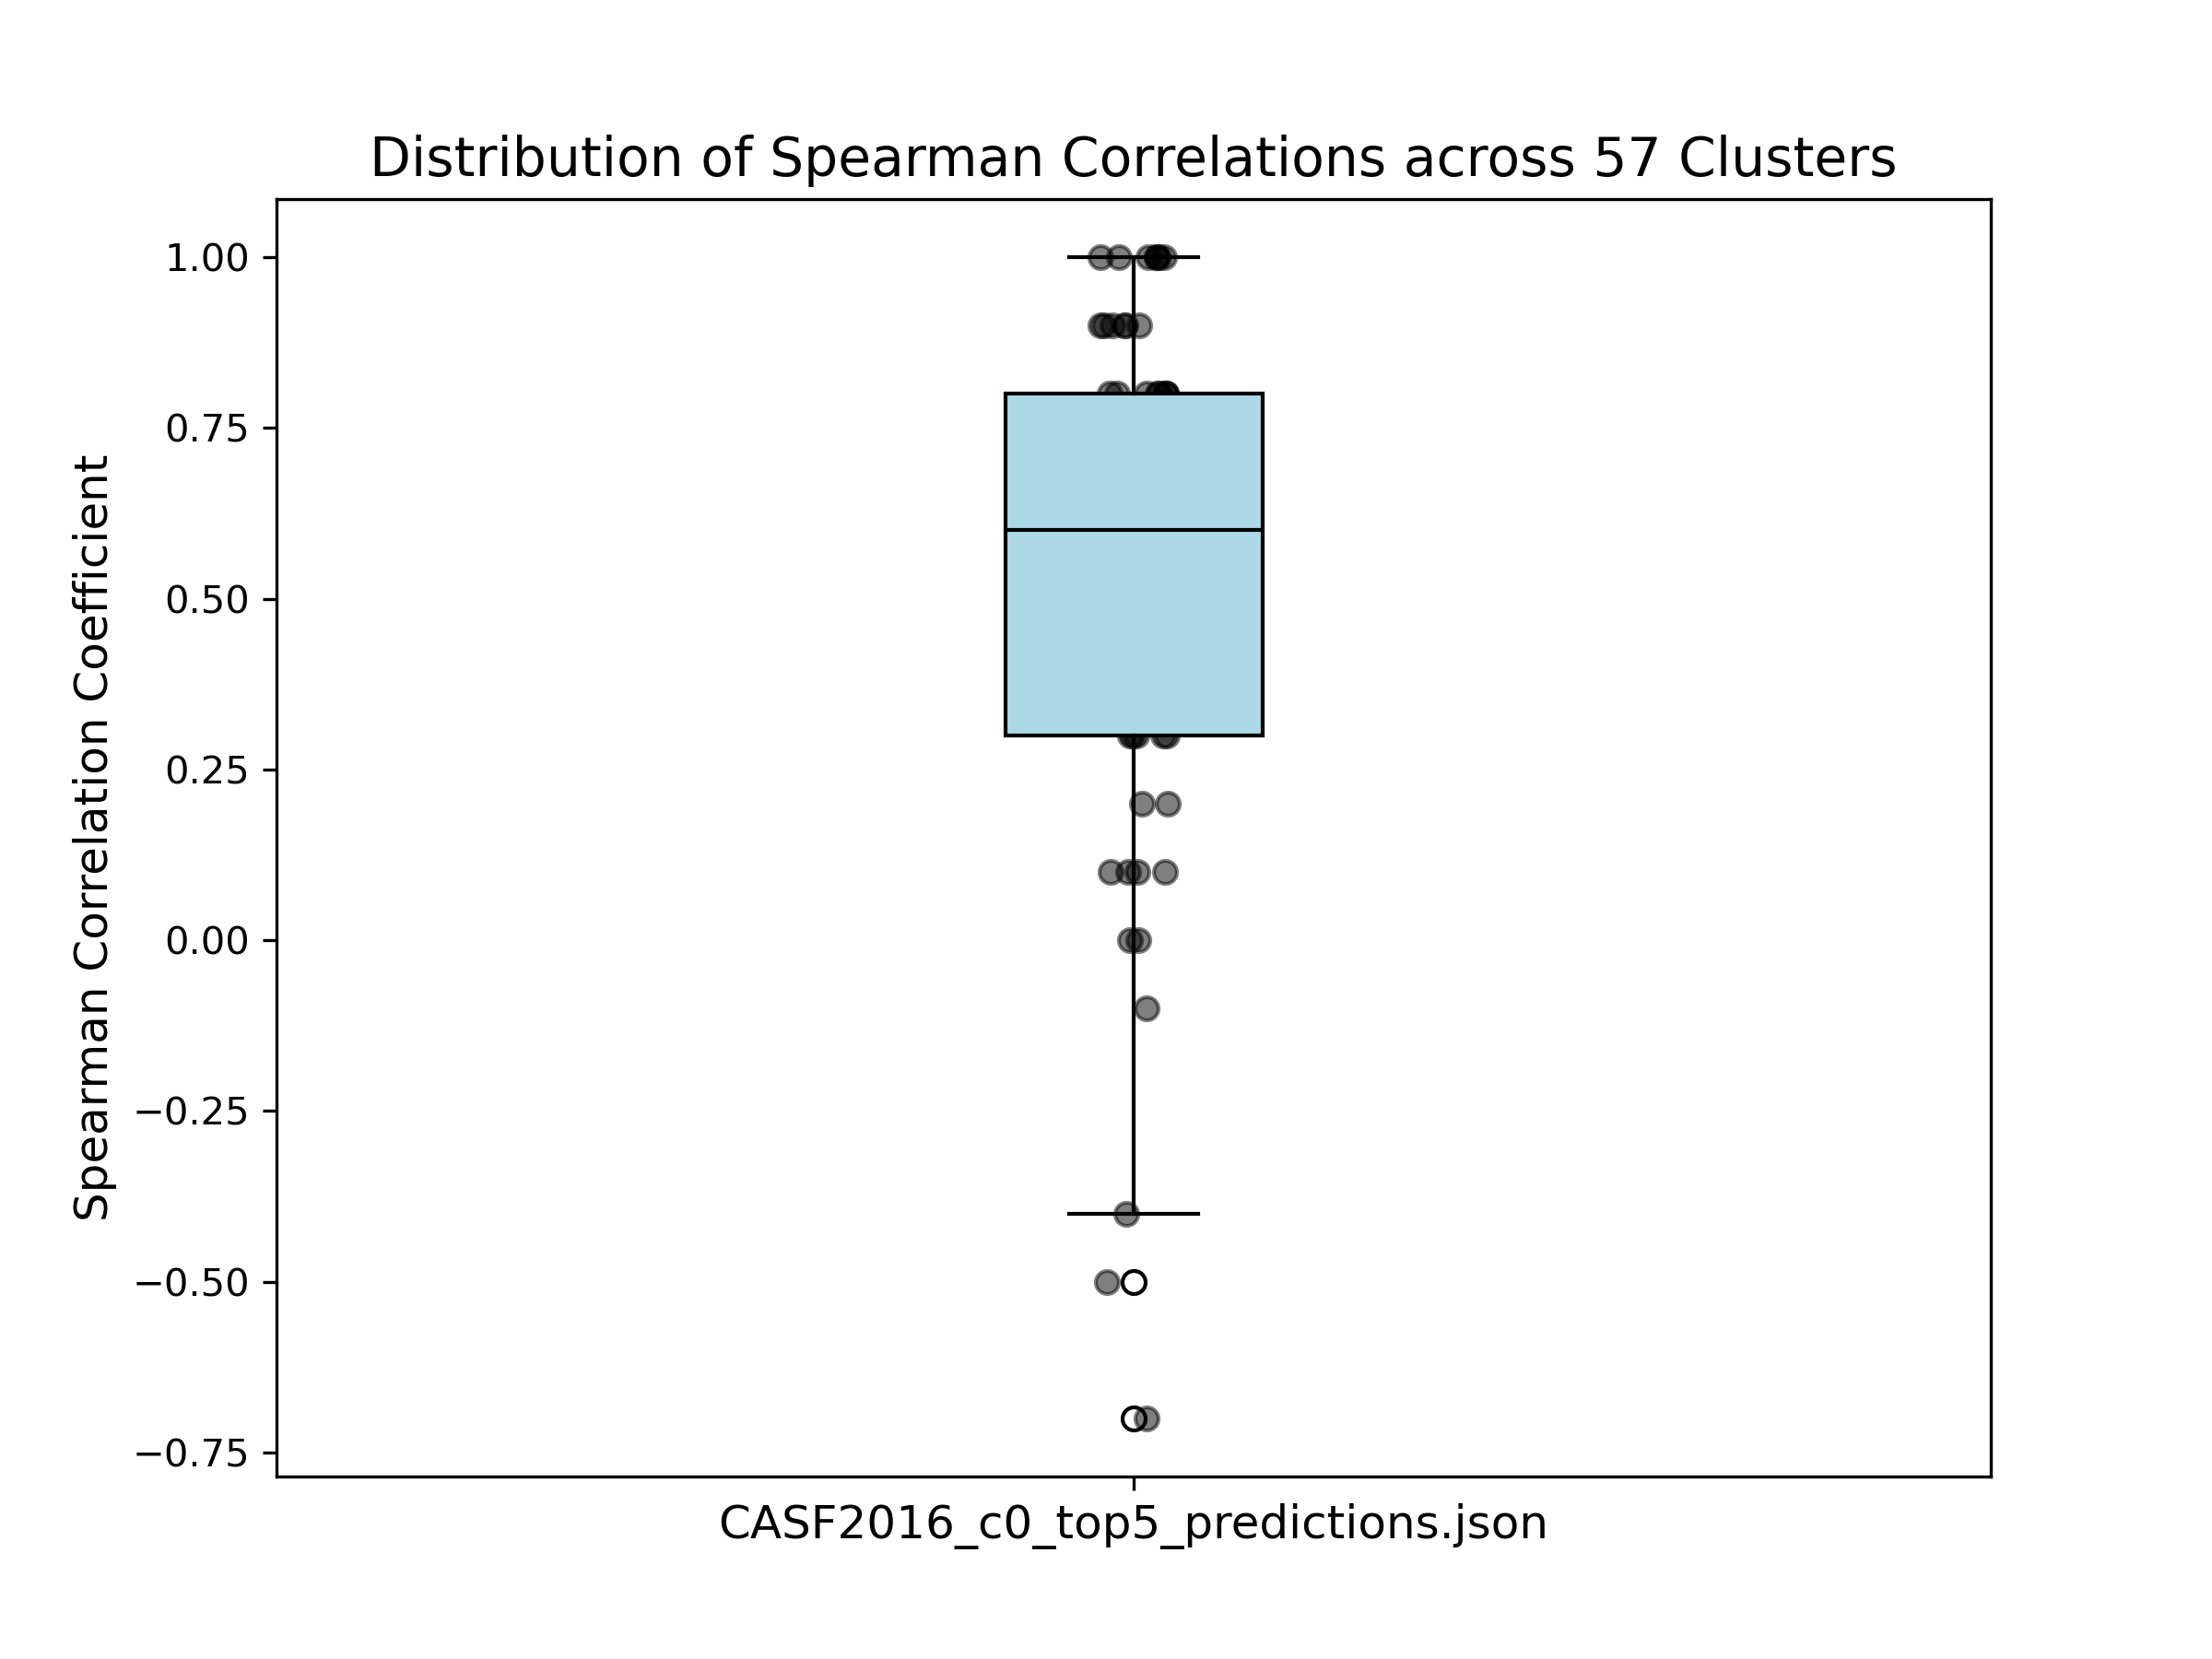 Distribution of Spearman Correlations across 57 Clusters
Spearman Correlation Coefficient
1.00
0.75
0.50
0.25
0.00
−0.25
−0.50
−0.75
CASF2016_c0_top5_predictions.json